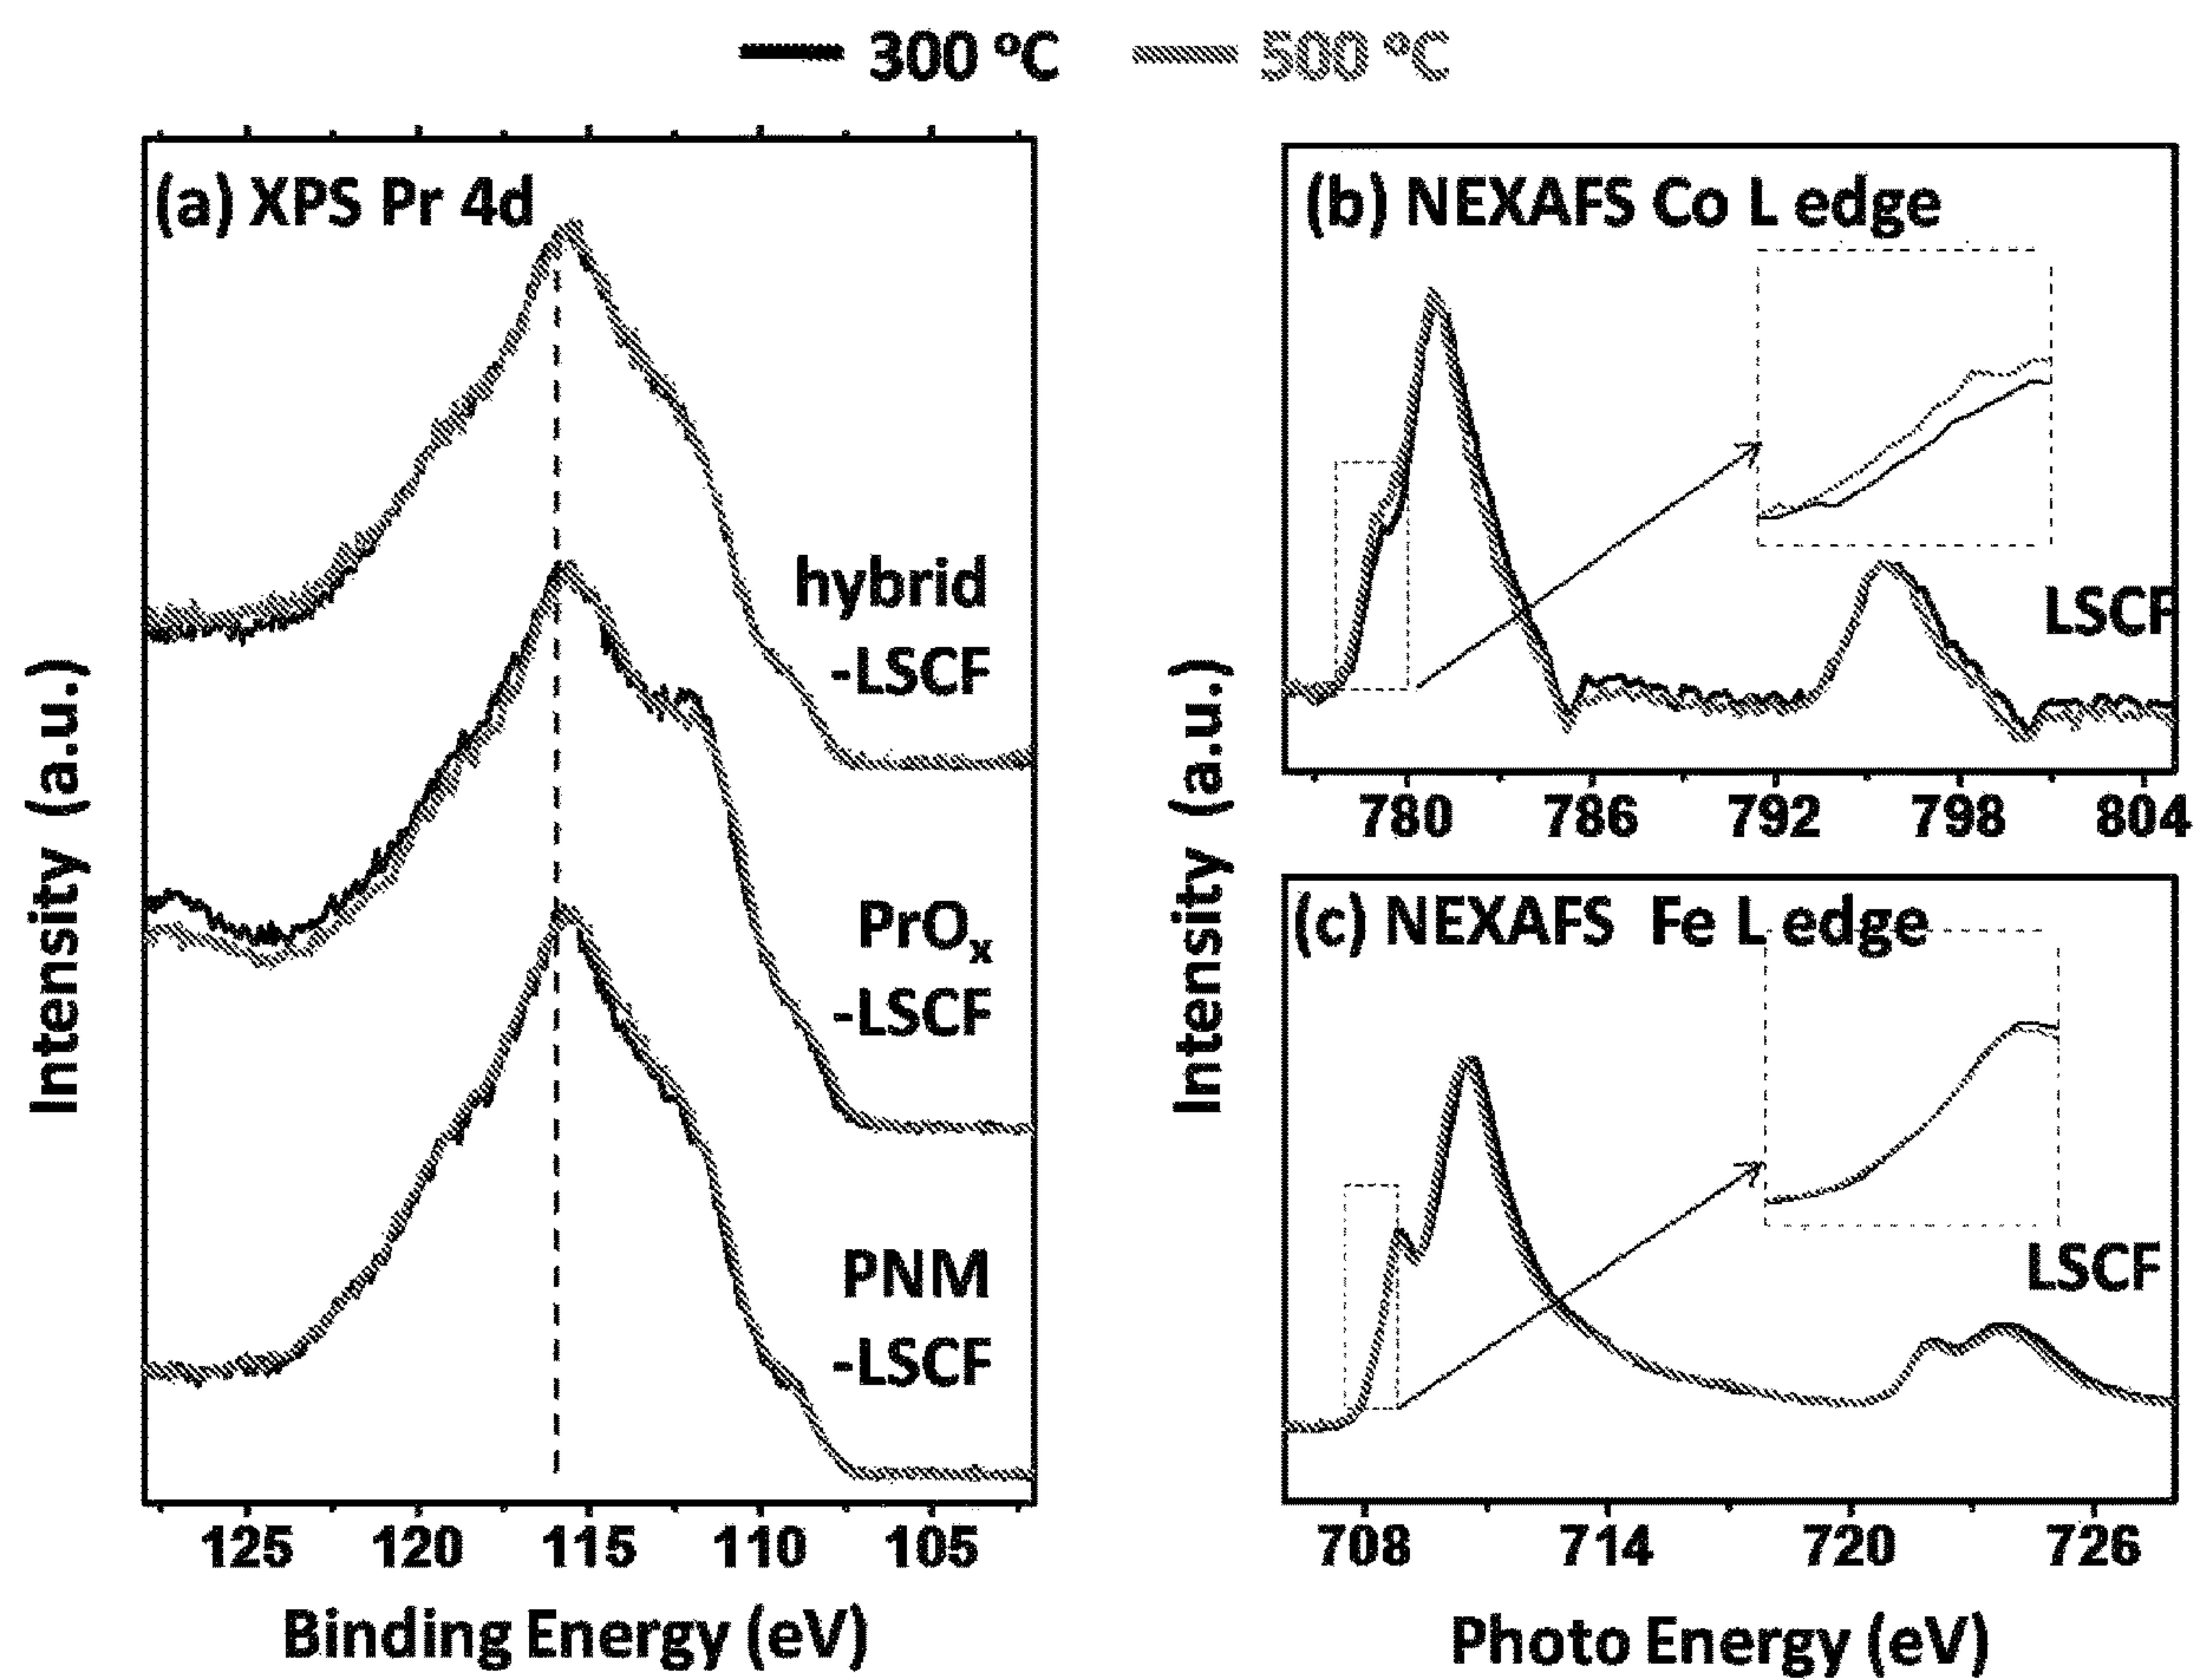 300 °C 500 °C
(a) XPS Pr 4d
hybrid
-LSCF
PrOx
-LSCF
PNM
-LSCF
125 120 115 110 105
Binding Energy (eV)
Intensity (a.u.)
(b) NEXAFS Co L edge
LSCF
780 786 792 798 804
Intensity (a.u.)
(c) NEXAFS Fe L edge
LSCF
708 714 720 726
Photo Energy (eV)